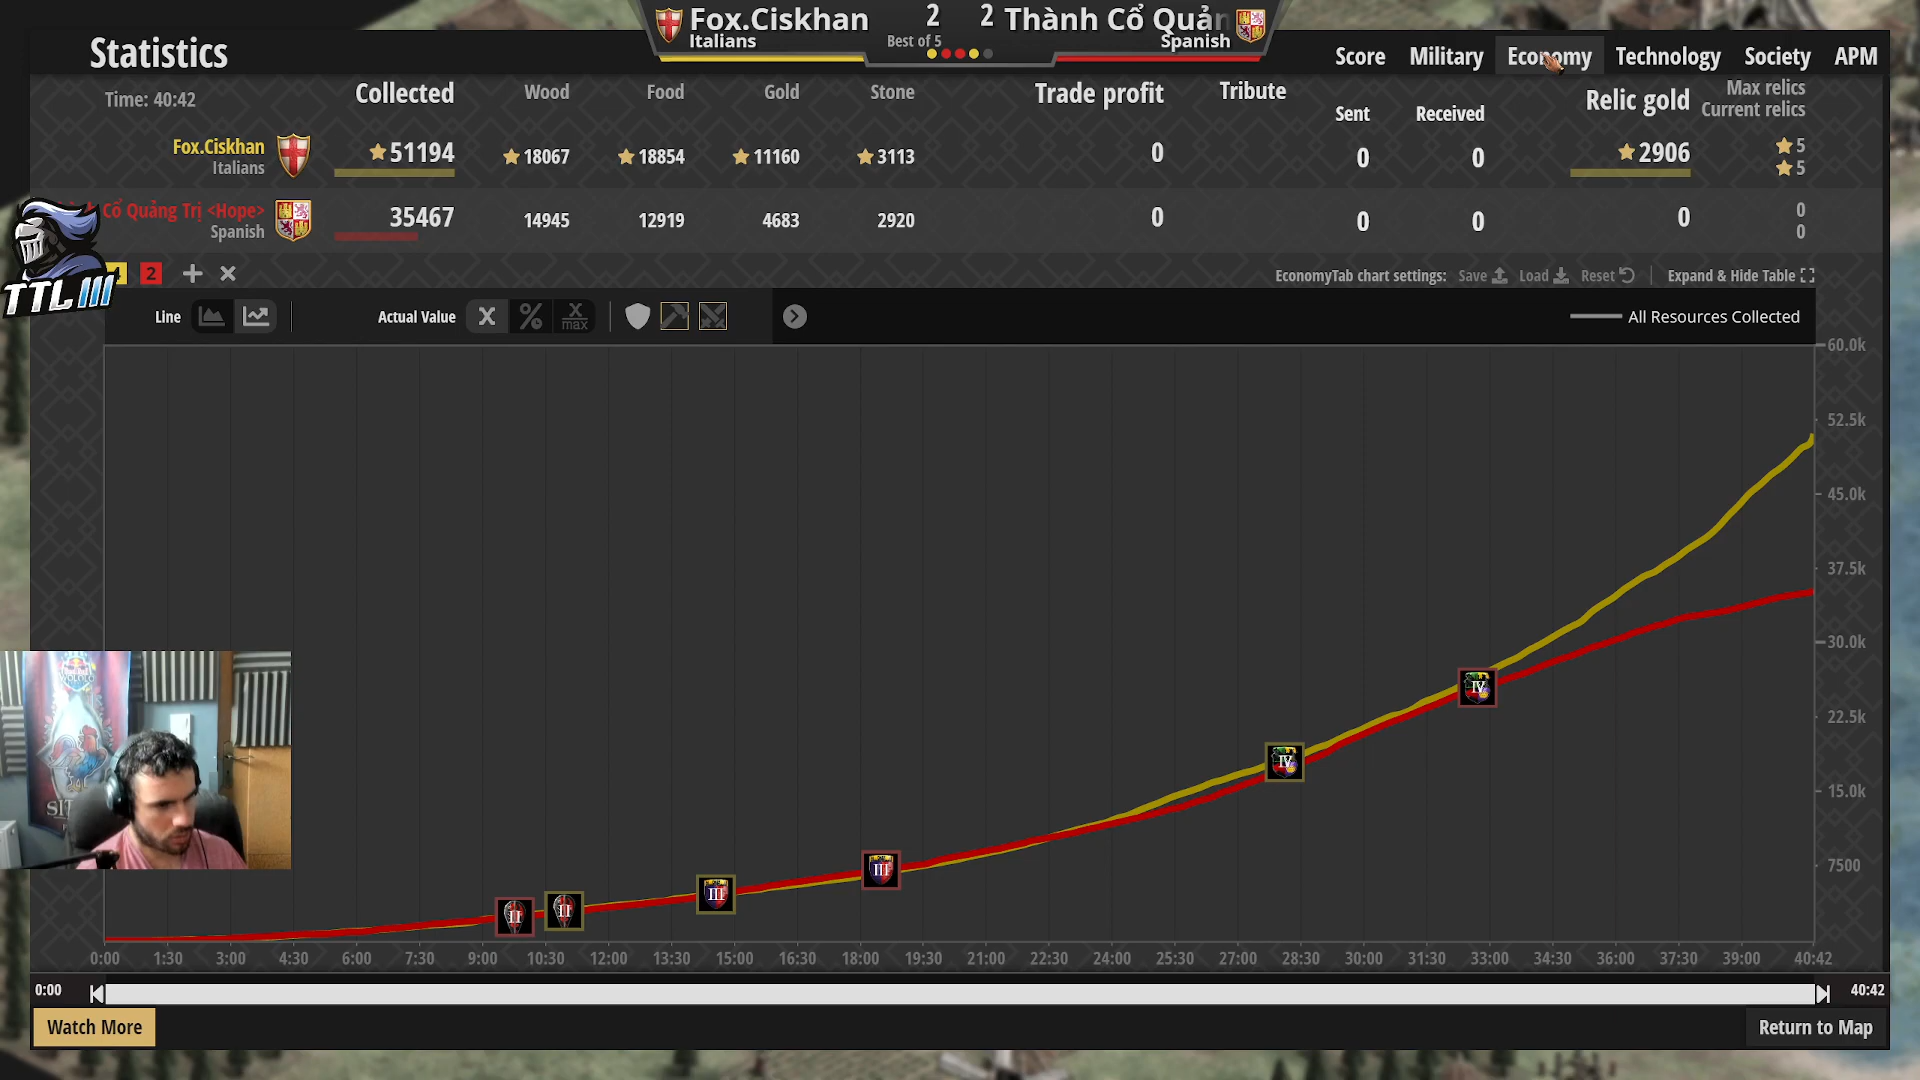 Fox.Ciskhan
Italians
2
2
Best of 5
Thành Cổ Quản
Spanish
Statistics
Score
Military
Economy
Technology
Society
APM
Time: 40:42
Collected
Wood
Food
Gold
Stone
Trade profit
Tribute
Sent
Received
Relic gold
Max relics
Current relics
Fox.Ciskhan
Italians
51194
18067
18854
11160
3113
0
0
0
2906
5
5
Cổ Quảng Trị <Hope>
Spanish
35467
14945
12919
4683
2920
0
0
0
0
0
0
TTL III
4
2
EconomyTab chart settings:
Save
Load
Reset
Expand & Hide Table
Line
Actual Value
X
%
X max
All Resources Collected
60.0k
52.5k
45.0k
37.5k
30.0k
22.5k
15.0k
7500
IV
IV
III
III
II
II
0:00 1:30 3:00 4:30 6:00 7:30 9:00 10:30 12:00 13:30 15:00 16:30 18:00 19:30 21:00 22:30 24:00 25:30 27:00 28:30 30:00 31:30 33:00 34:30 36:00 37:30 39:00 40:42
0:00
40:42
Watch More
Return to Map